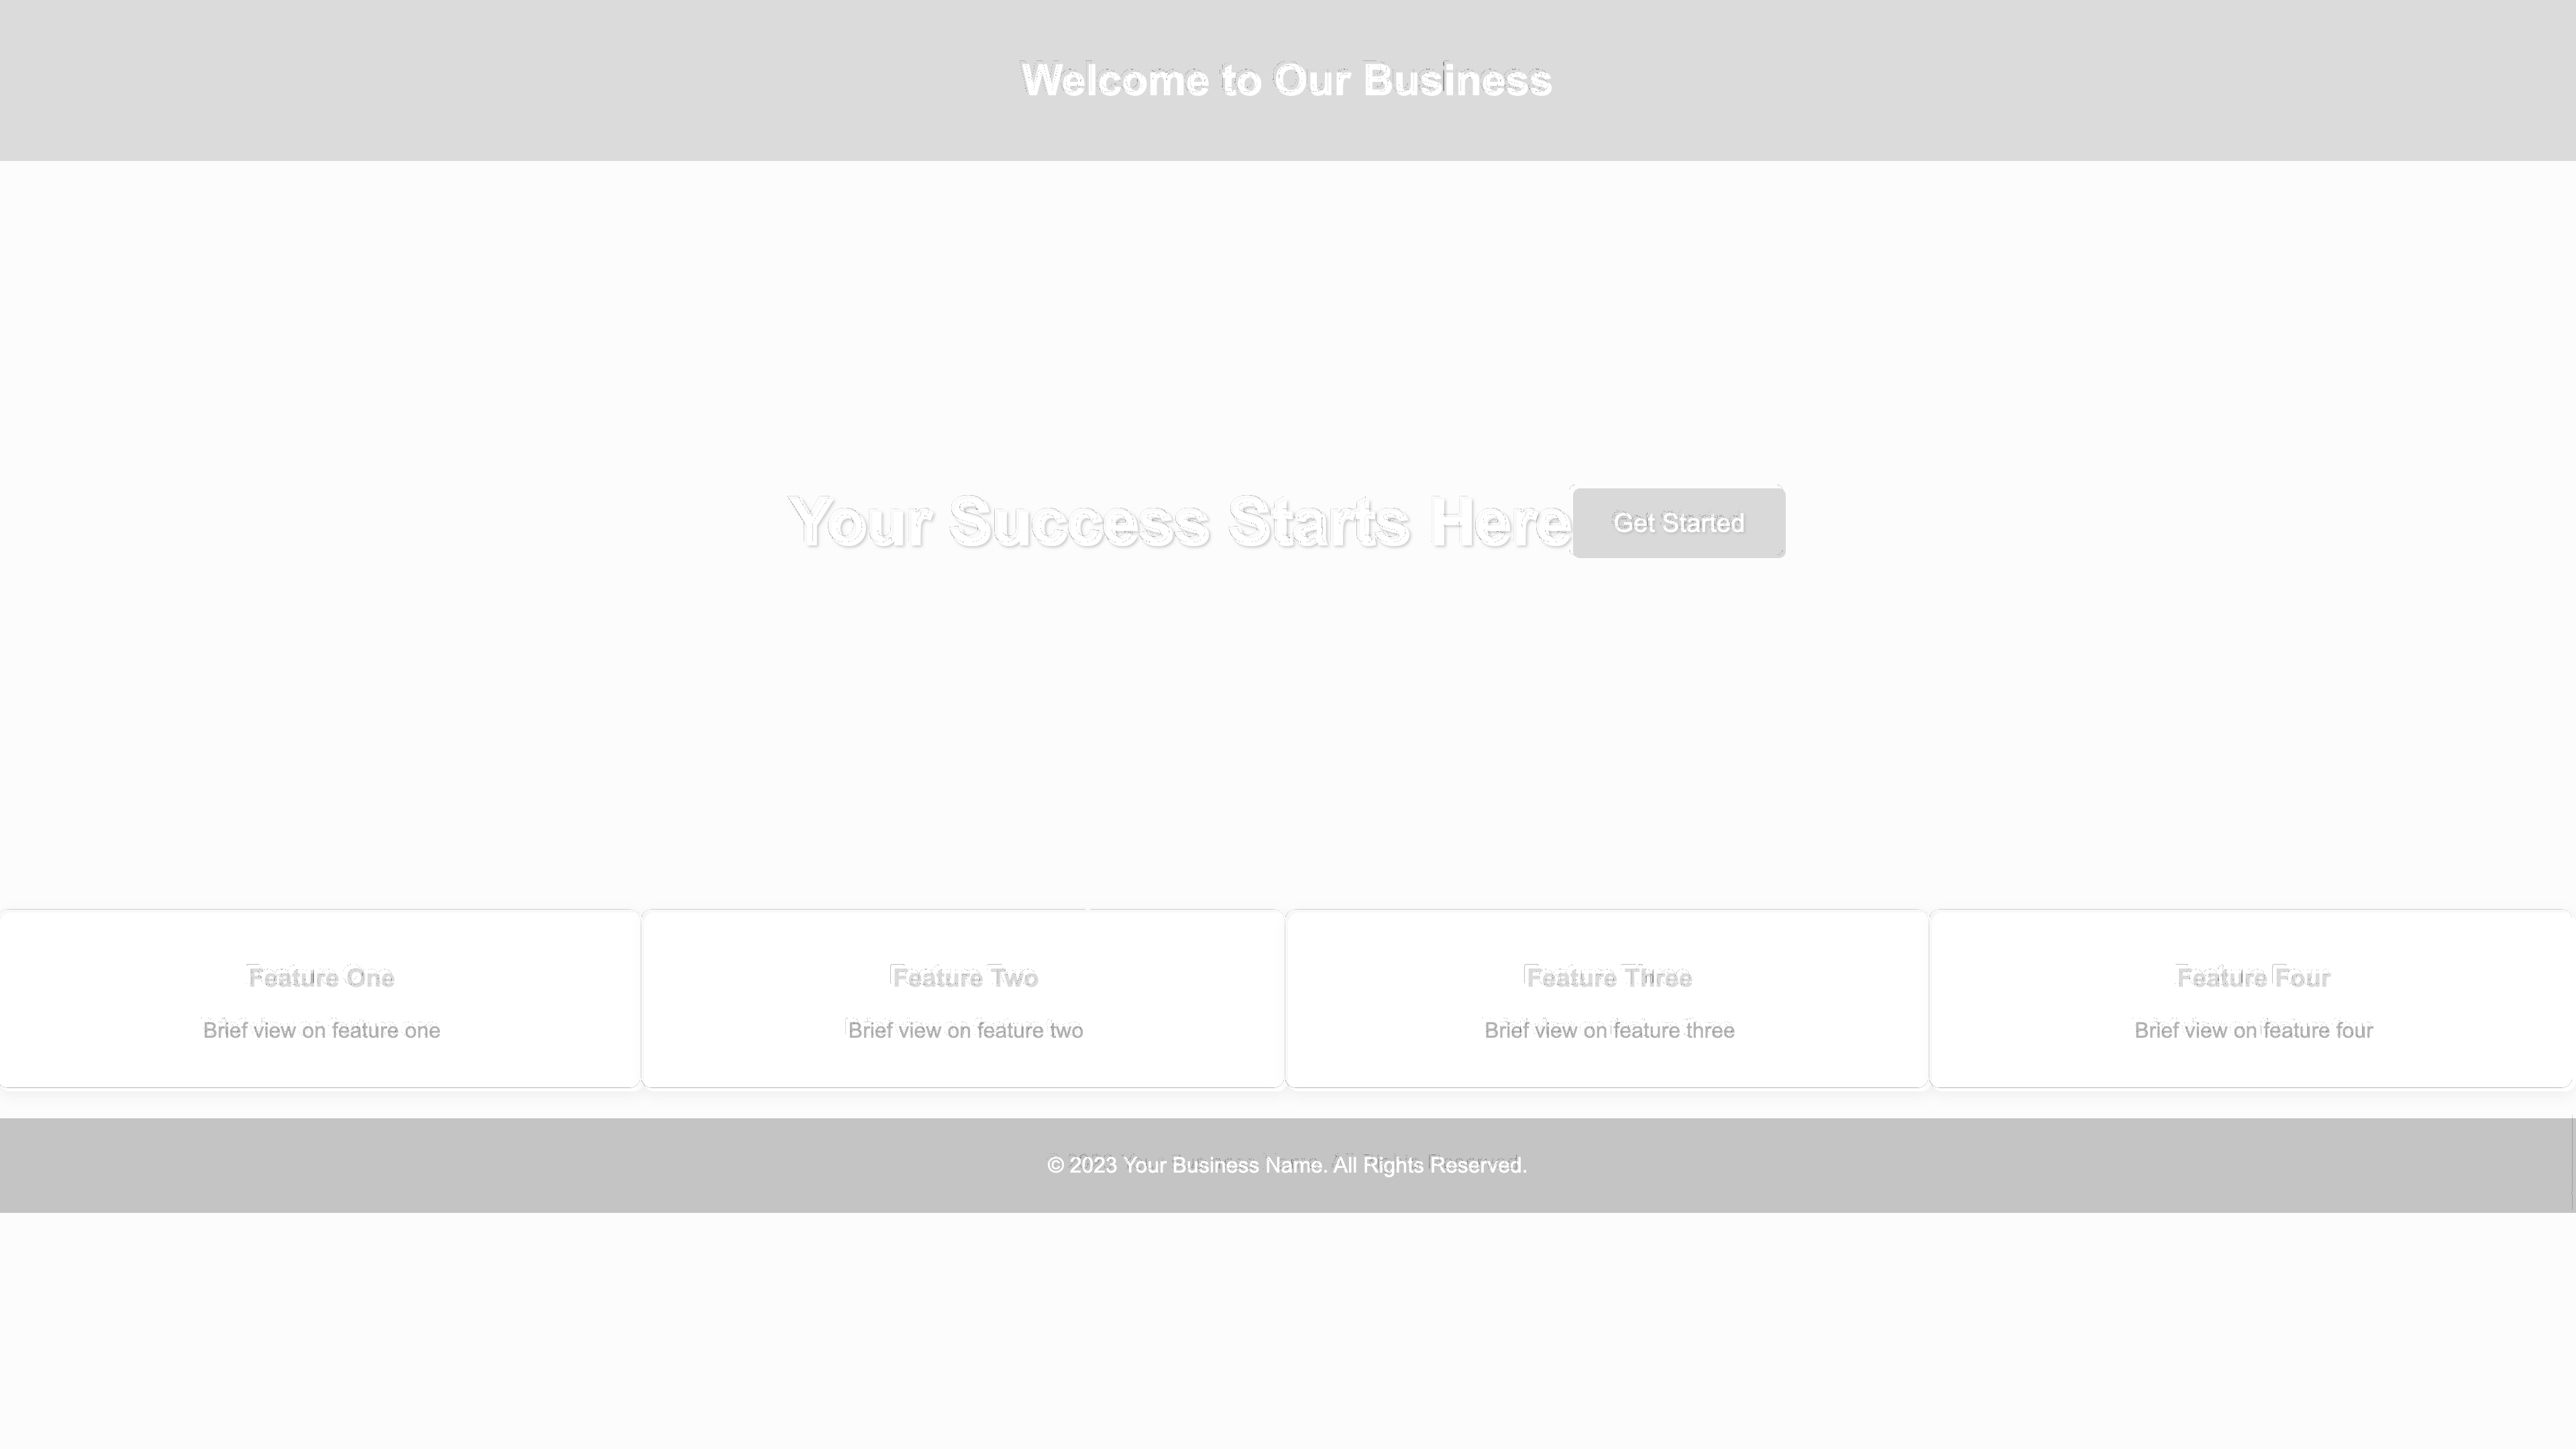 Welcome to Our Business
Your Success Starts Here
Get Started
Feature One
Brief view on feature one
Feature Two
Brief view on feature two
Feature Three
Brief view on feature three
Feature Four
Brief view on feature four
© 2023 Your Business Name. All Rights Reserved.